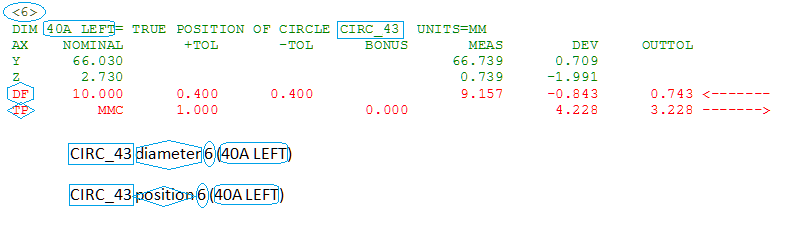 <6>
DIM 40A LEFT= TRUE POSITION OF CIRCLE CIRC_43 UNITS=MM
AX NOMINAL +TOL -TOL BONUS MEAS DEV OUTTOL
Y 66.030 66.739 0.709
Z 2.730 0.739 -1.991
DF 10.000 0.400 0.400 9.157 -0.843 0.743 <-------
TP MMC 1.000 0.000 4.228 3.228 ------->
CIRC_43 diameter 6 (40A LEFT)
CIRC_43 position 6 (40A LEFT)